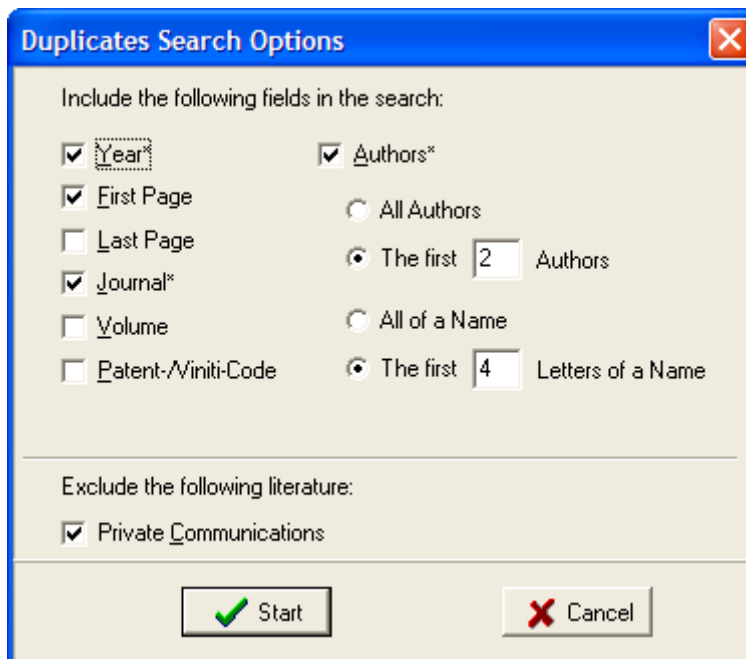 Duplicates Search Options
Include the following fields in the search:
Year*
First Page
Last Page
Journal*
Volume
Patent-/Viniti-Code
Authors*
All Authors
The first 2 Authors
All of a Name
The first 4 Letters of a Name
Exclude the following literature:
Private Communications
Start
Cancel